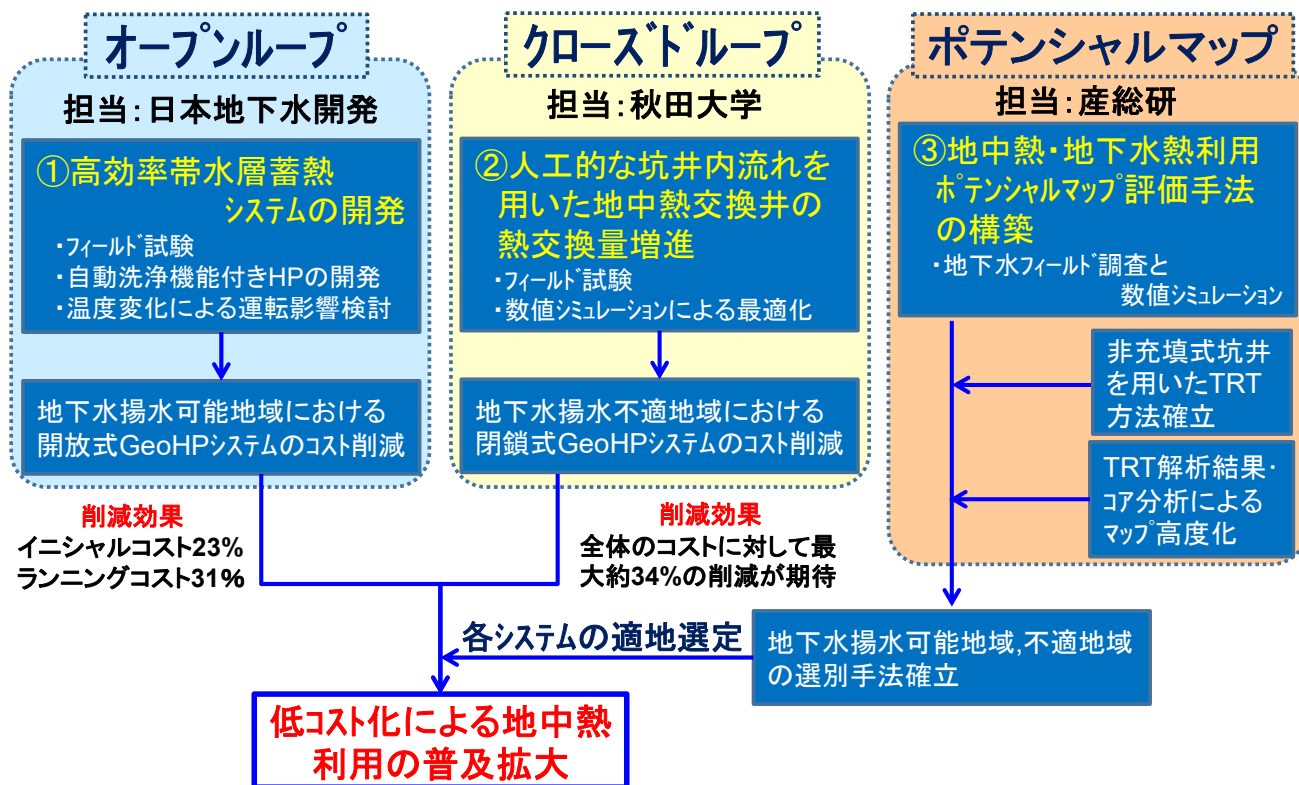 オープンループ
担当:日本地下水開発
①高効率帯水層蓄熱
システムの開発
・ﾌｨｰﾙﾄﾞ試験
・自動洗浄機能付きHPの開発
・温度変化による運転影響検討
地下水揚水可能地域における
開放式GeoHPｼｽﾃﾑのｺｽﾄ削減
削減効果
イニシャルコスト23%
ランニングコスト31%
クローズドループ
担当:秋田大学
②人工的な坑井内流れを
用いた地中熱交換井の
熱交換量増進
・ﾌｨｰﾙﾄﾞ試験
・数値ｼﾐｭﾚｰｼｮﾝによる最適化
地下水揚水不適地域における
閉鎖式GeoHPｼｽﾃﾑのｺｽﾄ削減
削減効果
全体のコストに対して最
大約34%の削減が期待
ポテンシャルマップ
担当:産総研
③地中熱・地下水熱利用
ﾎﾟﾃﾝｼｬﾙﾏｯﾌﾟ評価手法
の構築
・地下水ﾌｨｰﾙﾄﾞ調査と
数値ｼﾐｭﾚｰｼｮﾝ
非充填式坑井
を用いたTRT
方法確立
TRT解析結果・
ｺｱ分析による
ﾏｯﾌﾟ高度化
各ｼｽﾃﾑの適地選定
地下水揚水可能地域,不適地域
の選別手法確立
低ｺｽﾄ化による地中熱
利用の普及拡大